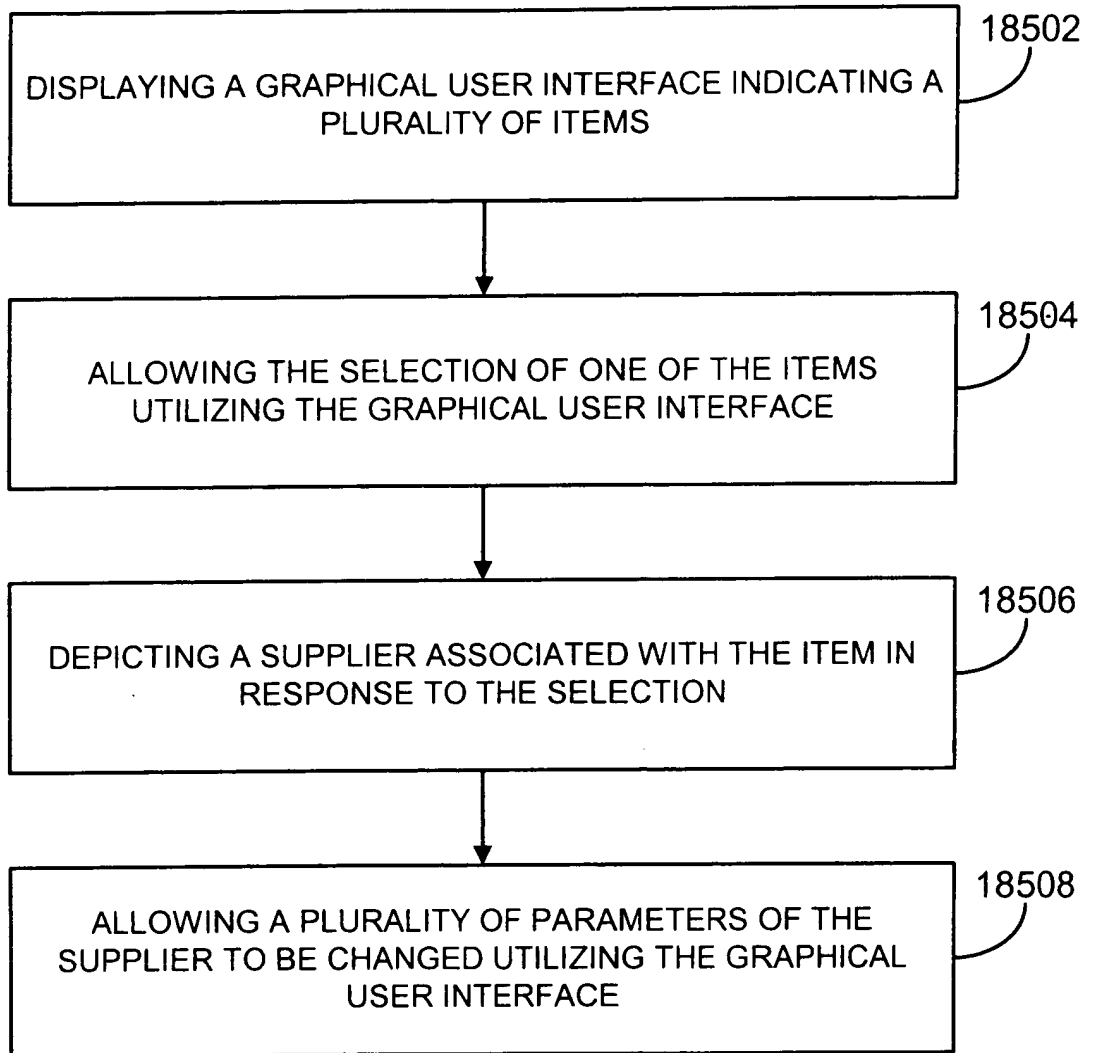 18502
DISPLAYING A GRAPHICAL USER INTERFACE INDICATING A
PLURALITY OF ITEMS
18504
ALLOWING THE SELECTION OF ONE OF THE ITEMS
UTILIZING THE GRAPHICAL USER INTERFACE
18506
DEPICTING A SUPPLIER ASSOCIATED WITH THE ITEM IN
RESPONSE TO THE SELECTION
18508
ALLOWING A PLURALITY OF PARAMETERS OF THE
SUPPLIER TO BE CHANGED UTILIZING THE GRAPHICAL
USER INTERFACE